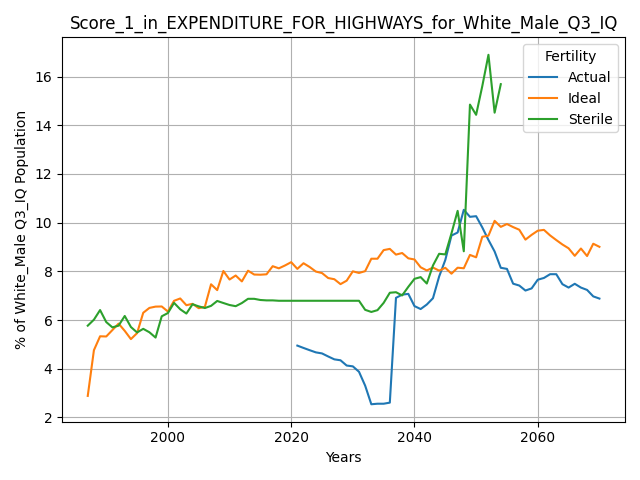 Score_1_in_EXPENDITURE_FOR_HIGHWAYS_for_White_Male_Q3_IQ
Fertility
Actual
Ideal
Sterile
% of White_Male Q3_IQ Population
16
14
12
10
8
6
4
2
2000
2020
2040
2060
Years